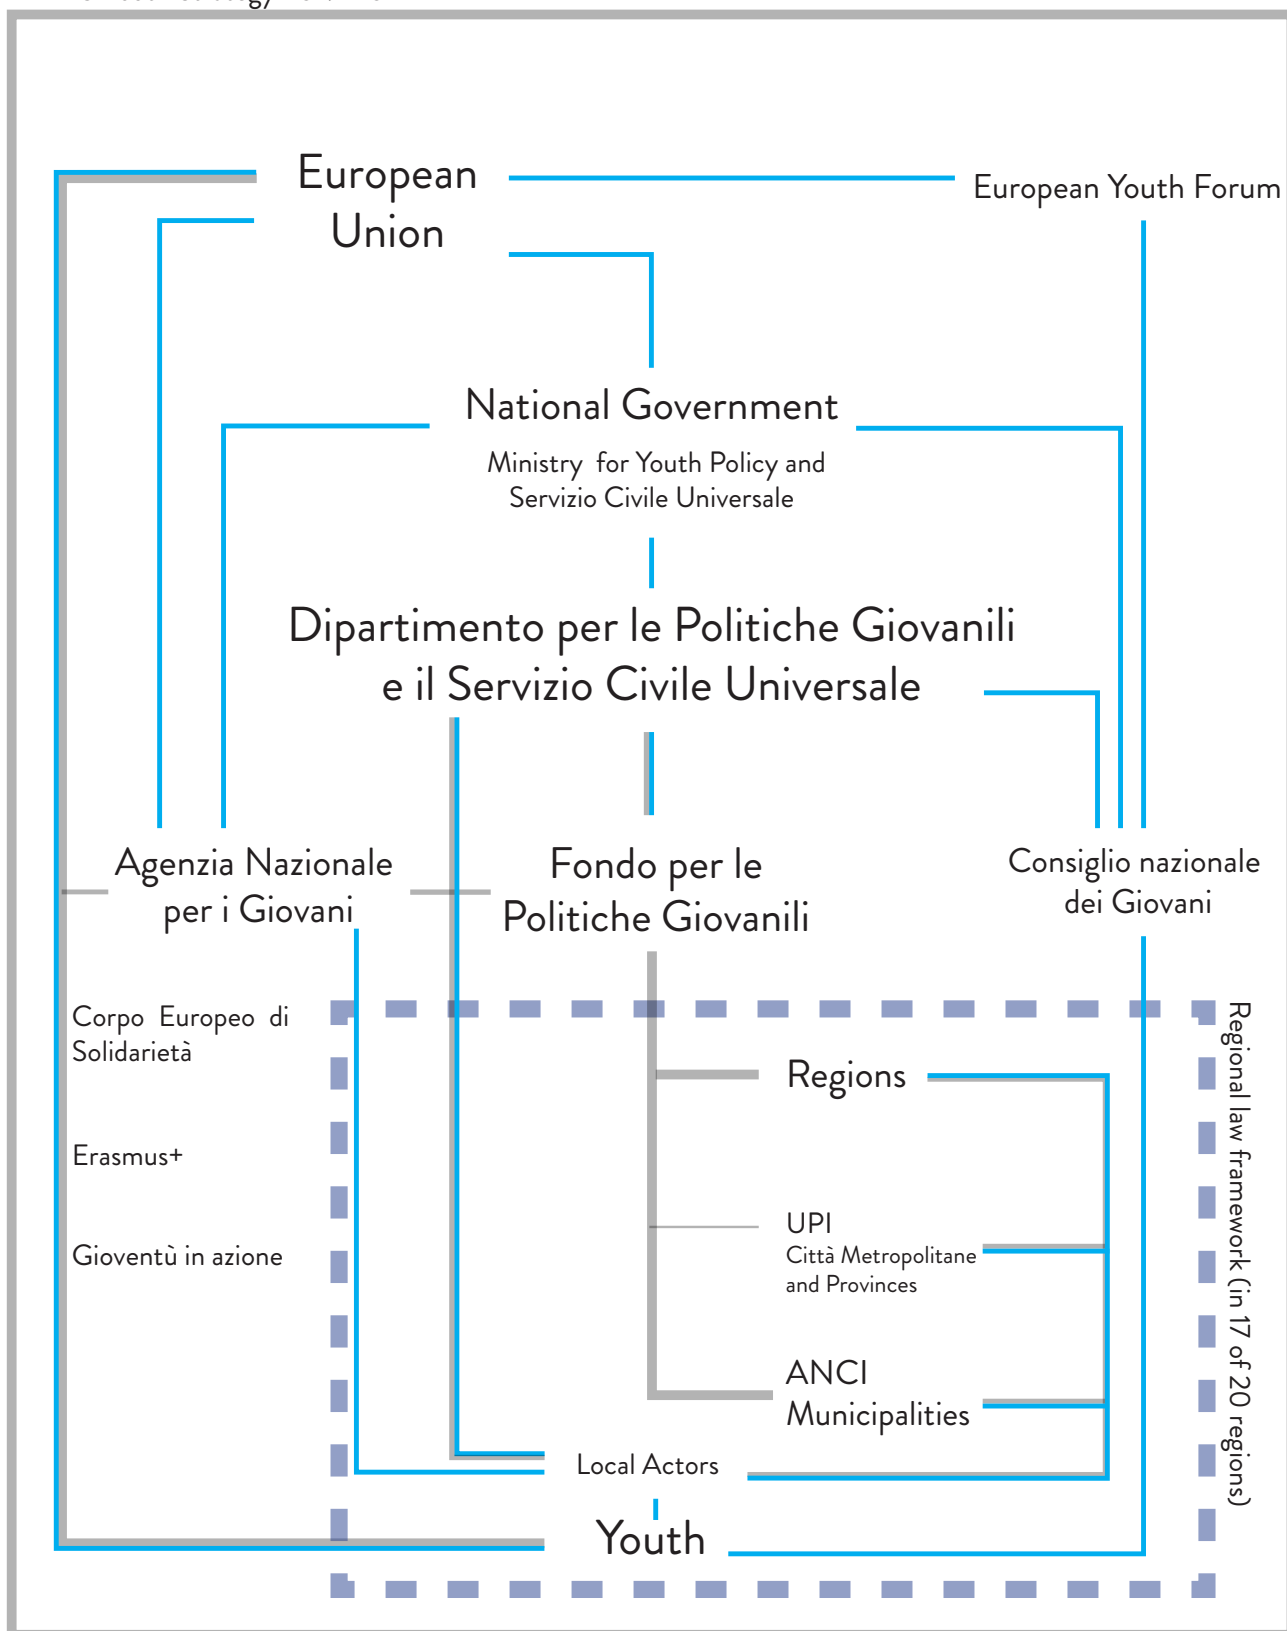 European
Union
European Youth Forum
National Government
Ministry for Youth Policy and
Servizio Civile Universale
Dipartimento per le Politiche Giovanili
e il Servizio Civile Universale
Agenzia Nazionale
per i Giovani
Fondo per le
Politiche Giovanili
Consiglio nazionale
dei Giovani
Corpo Europeo di
Solidarietà
Erasmus+
Gioventù in azione
Regions
UPI
Città Metropolitane
and Provinces
ANCI
Municipalities
Local Actors
Youth
Regional law framework (in 17 of 20 regions)